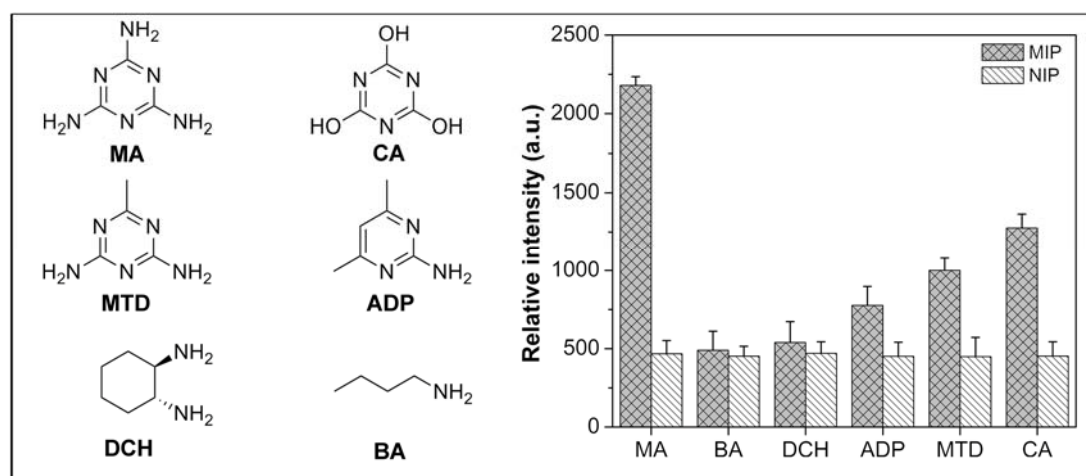 NH₂
N N
H₂N N NH₂
MA
OH
N N
HO N OH
CA
N N
H₂N N NH₂
MTD
N
N NH₂
ADP
NH₂
NH₂
DCH
NH₂
BA
Relative intensity (a.u.)
2500
2000
1500
1000
500
0
MIP
NIP
MA BA DCH ADP MTD CA